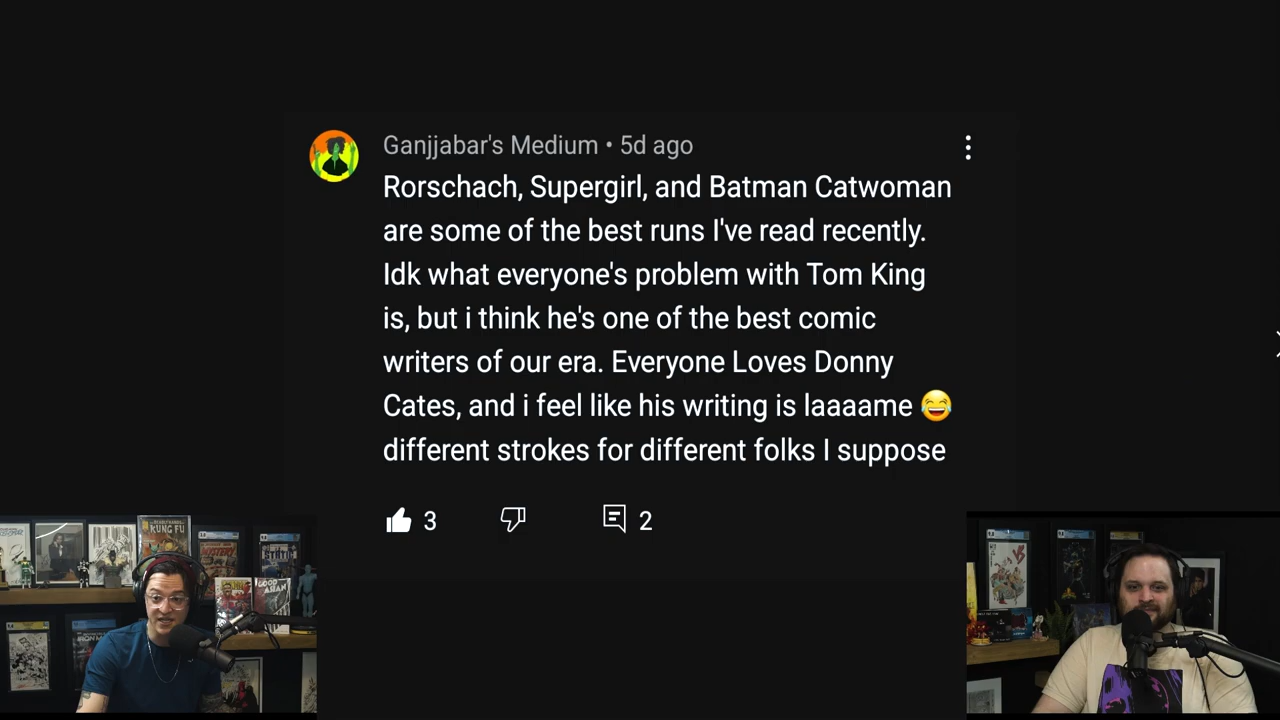 Ganjjabar's Medium • 5d ago
Rorschach, Supergirl, and Batman Catwoman
are some of the best runs I've read recently.
Idk what everyone's problem with Tom King
is, but i think he's one of the best comic
writers of our era. Everyone Loves Donny
Cates, and i feel like his writing is laaaame 😂
different strokes for different folks I suppose
3
2
KUNG FU